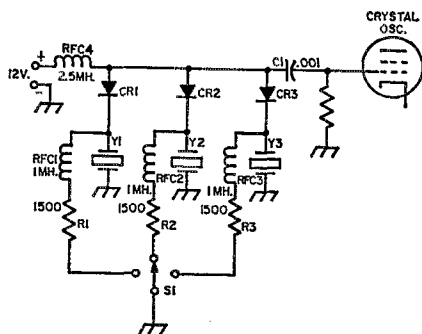 CRYSTAL
OSC.
RFC4
C1 .001
+
12V.
-
2.5MH.
CR1
CR2
CR3
Y1
Y2
Y3
RFC1
1MH.
RFC2
1MH.
RFC3
1MH.
1500
R1
1500
R2
1500
R3
S1